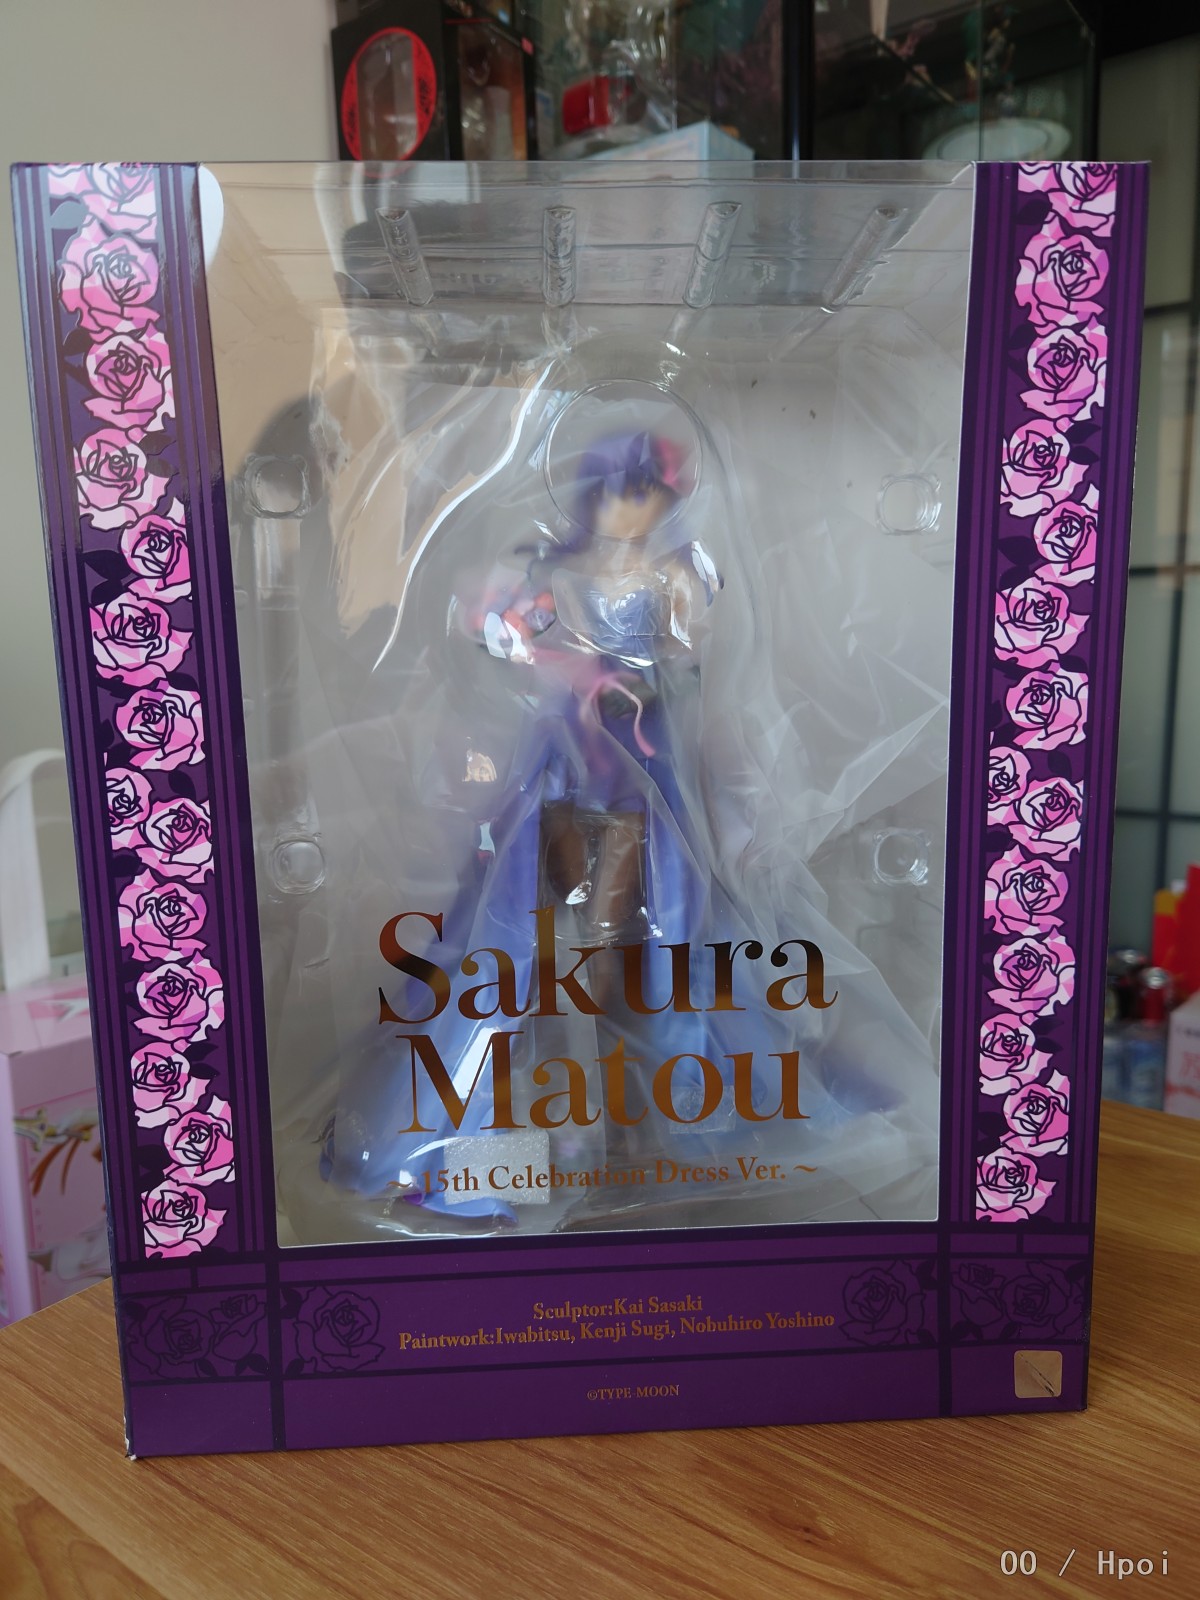 Sakura
Matou
～ 15th Celebration Dress Ver. ～
Sculptor:Kai Sasaki
Paintwork:Iwabitsu, Kenji Sugi, Nobuhiro Yoshino
©TYPE-MOON
00 / Hpoi